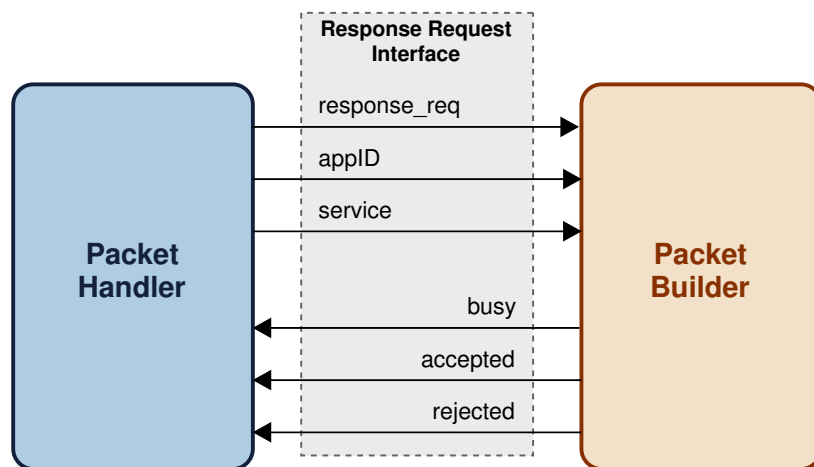 Response Request
Interface
response_req
appID
service
Packet
Handler
Packet
Builder
busy
accepted
rejected